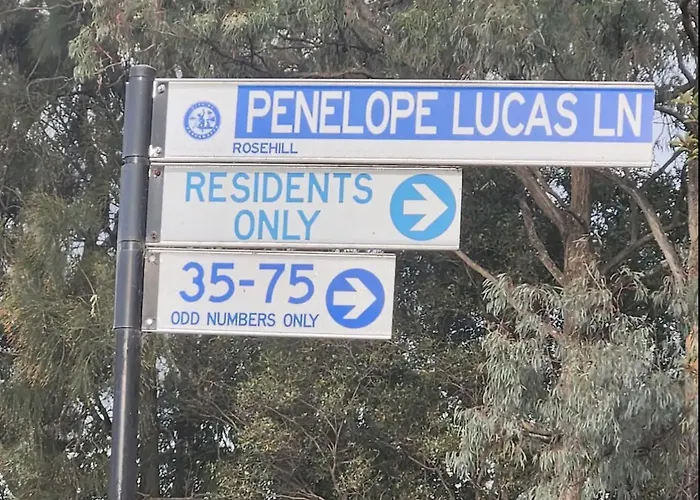 PENELOPE LUCAS LN
ROSEHILL
RESIDENTS
ONLY
35-75
ODD NUMBERS ONLY